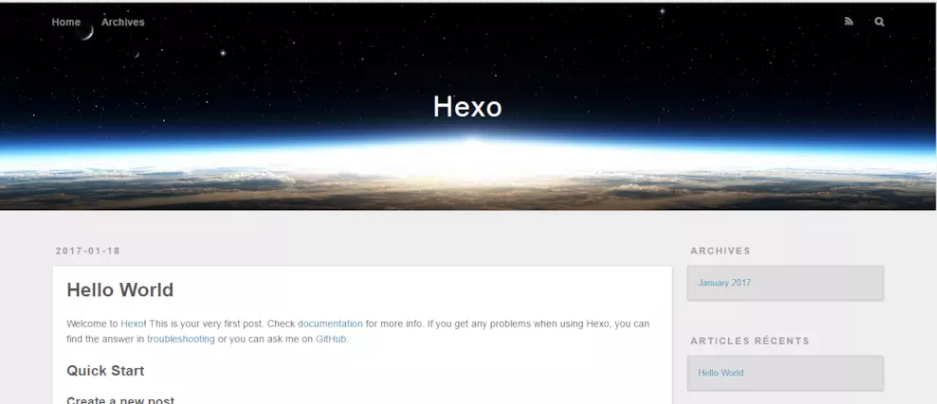 Home Archives
Hexo
2017-01-18
Hello World
Welcome to Hexo! This is your very first post. Check documentation for more info. If you get any problems when using Hexo, you can
find the answer in troubleshooting or you can ask me on GitHub.
Quick Start
Create a new post
ARCHIVES
January 2017
ARTICLES RÉCENTS
Hello World